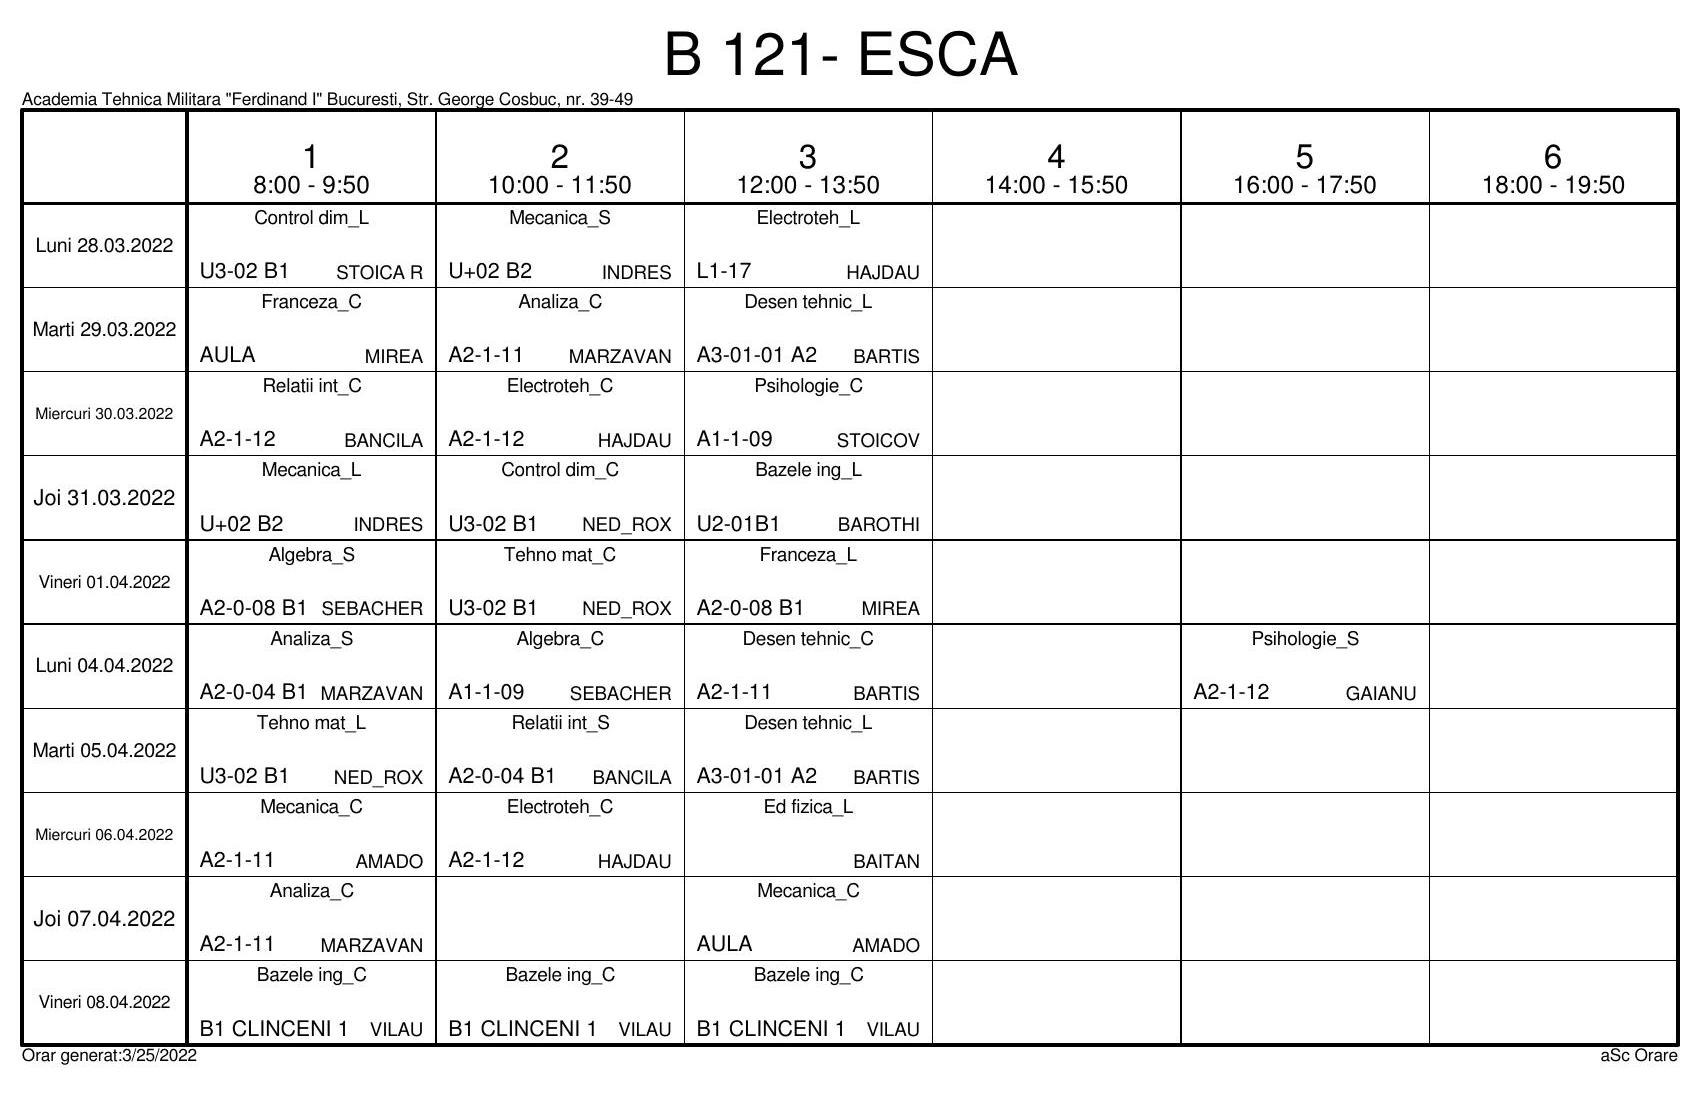 B 121- ESCA
Academia Tehnica Militara "Ferdinand I" Bucuresti, Str. George Cosbuc, nr. 39-49
1 2 3 4 5 6
8:00 - 9:50 10:00 - 11:50 12:00 - 13:50 14:00 - 15:50 16:00 - 17:50 18:00 - 19:50
Control dim_L Mecanica_S Electroteh_L
Luni 28.03.2022
U3-02 B1 STOICA R U+02 B2 INDRES L1-17 HAJDAU
Franceza_C Analiza_C Desen tehnic_L
Marti 29.03.2022
AULA MIREA A2-1-11 MARZAVAN A3-01-01 A2 BARTIS
Relatii int_C Electroteh_C Psihologie_C
Miercuri 30.03.2022
A2-1-12 BANCILA A2-1-12 HAJDAU A1-1-09 STOICOV
Mecanica_L Control dim_C Bazele ing_L
Joi 31.03.2022
U+02 B2 INDRES U3-02 B1 NED_ROX U2-01B1 BAROTHI
Algebra_S Tehno mat_C Franceza_L
Vineri 01.04.2022
A2-0-08 B1 SEBACHER U3-02 B1 NED_ROX A2-0-08 B1 MIREA
Analiza_S Algebra_C Desen tehnic_C Psihologie_S
Luni 04.04.2022
A2-0-04 B1 MARZAVAN A1-1-09 SEBACHER A2-1-11 BARTIS A2-1-12 GAIANU
Tehno mat_L Relatii int_S Desen tehnic_L
Marti 05.04.2022
U3-02 B1 NED_ROX A2-0-04 B1 BANCILA A3-01-01 A2 BARTIS
Mecanica_C Electroteh_C Ed fizica_L
Miercuri 06.04.2022
A2-1-11 AMADO A2-1-12 HAJDAU BAITAN
Analiza_C Mecanica_C
Joi 07.04.2022
A2-1-11 MARZAVAN AULA AMADO
Bazele ing_C Bazele ing_C Bazele ing_C
Vineri 08.04.2022
B1 CLINCENI 1 VILAU B1 CLINCENI 1 VILAU B1 CLINCENI 1 VILAU
Orar generat:3/25/2022 aSc Orare